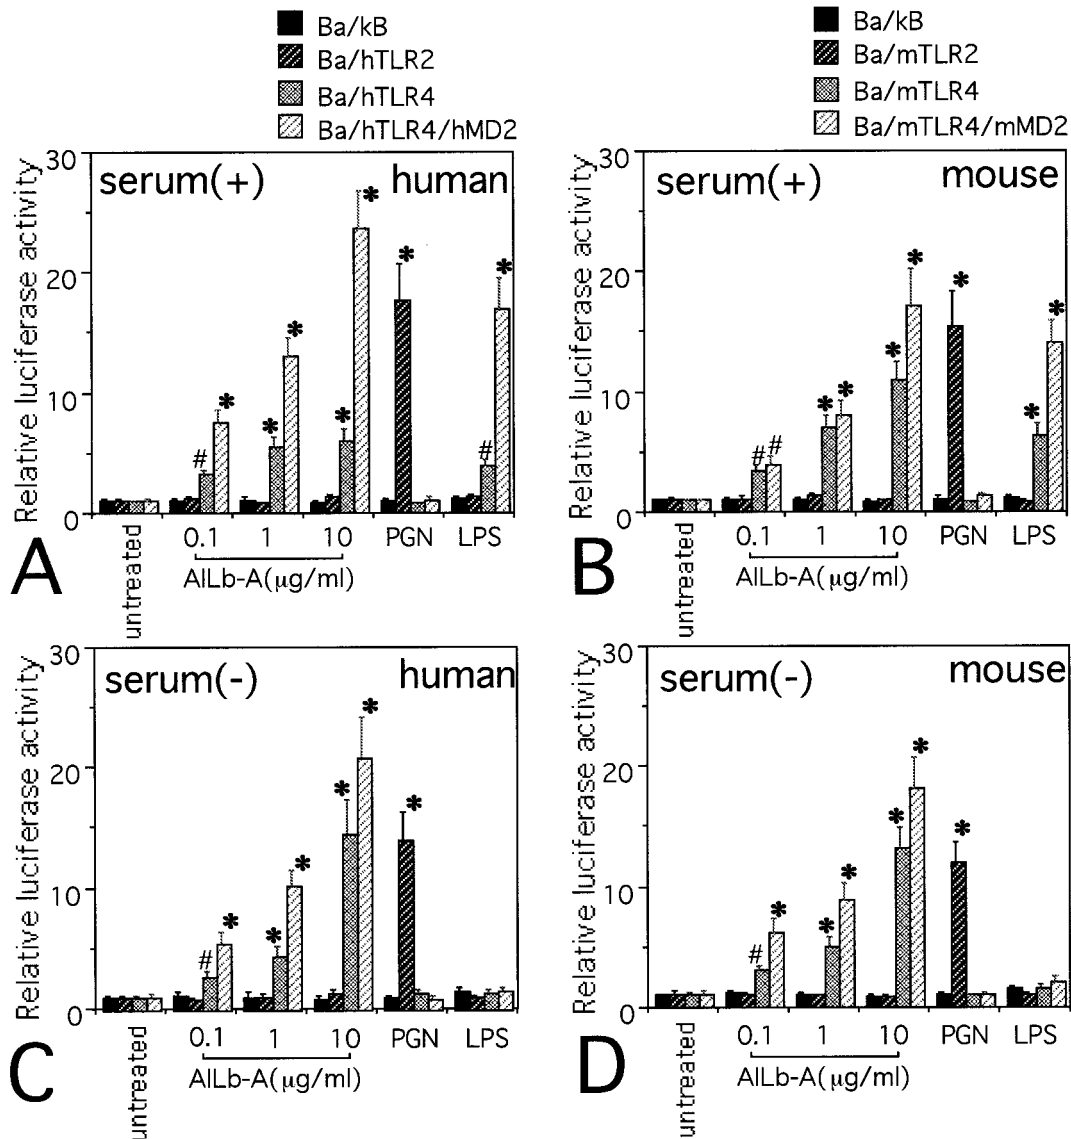 Ba/kB
Ba/hTLR2
Ba/hTLR4
Ba/hTLR4/hMD2
Ba/kB
Ba/mTLR2
Ba/mTLR4
Ba/mTLR4/mMD2
30
20
10
0
Relative luciferase activity
serum(+) human
# * * * * * * # *
untreated
0.1 1 10 PGN LPS
AILb-A(μg/ml)
A
30
20
10
0
Relative luciferase activity
serum(+) mouse
# # * * * * * * *
untreated
0.1 1 10 PGN LPS
AILb-A(μg/ml)
B
30
20
10
0
Relative luciferase activity
serum(-) human
# * * * * * *
untreated
0.1 1 10 PGN LPS
AILb-A(μg/ml)
C
30
20
10
0
Relative luciferase activity
serum(-) mouse
# * * * * * *
untreated
0.1 1 10 PGN LPS
AILb-A(μg/ml)
D